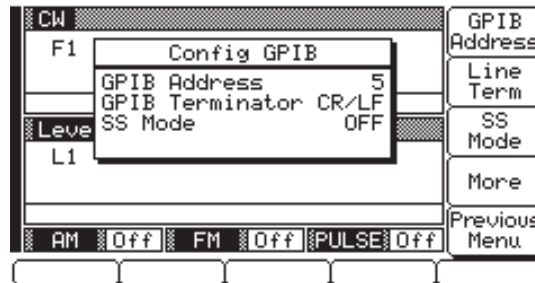 CW
F1
Config GPIB
GPIB Address 5
GPIB Terminator CR/LF
SS Mode OFF
Leve
L1
AM Off FM Off PULSE Off
GPIB
Address
Line
Term
SS
Mode
More
Previous
Menu